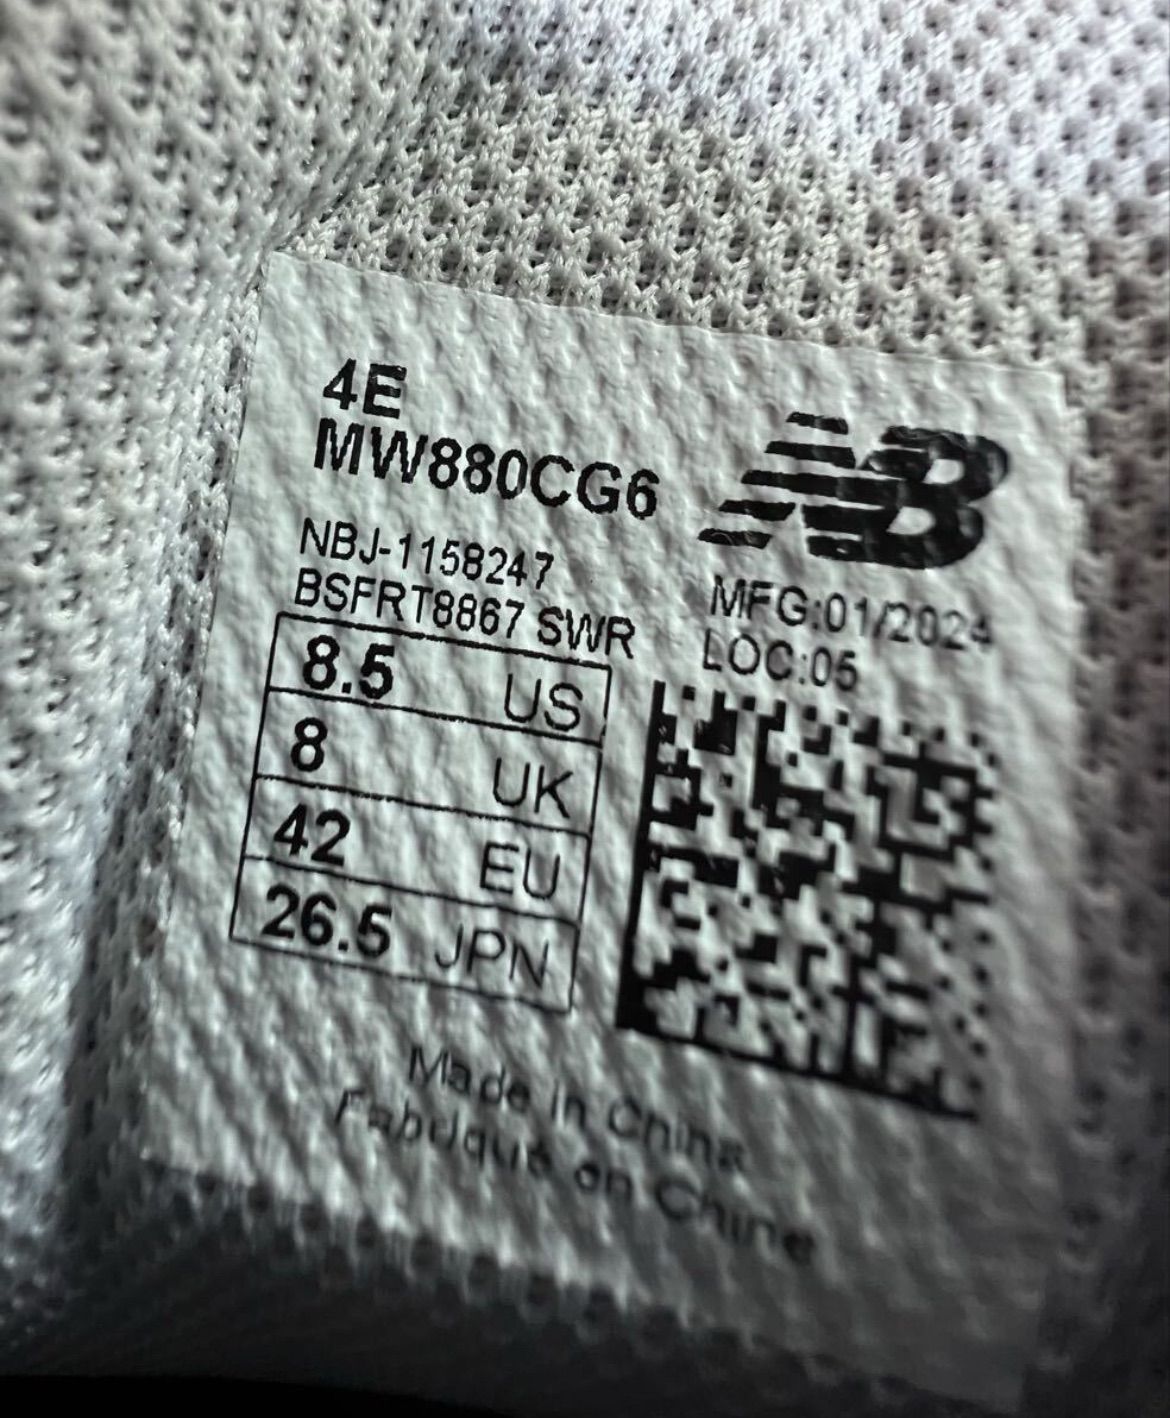 4E
MW880CG6
NB
NBJ-1158247
BSFRT8867 SWR
MFG:01/2024
LOC:05
8.5 US
8 UK
42 EU
26.5 JPN
Made in China
Fabriqué en Chine